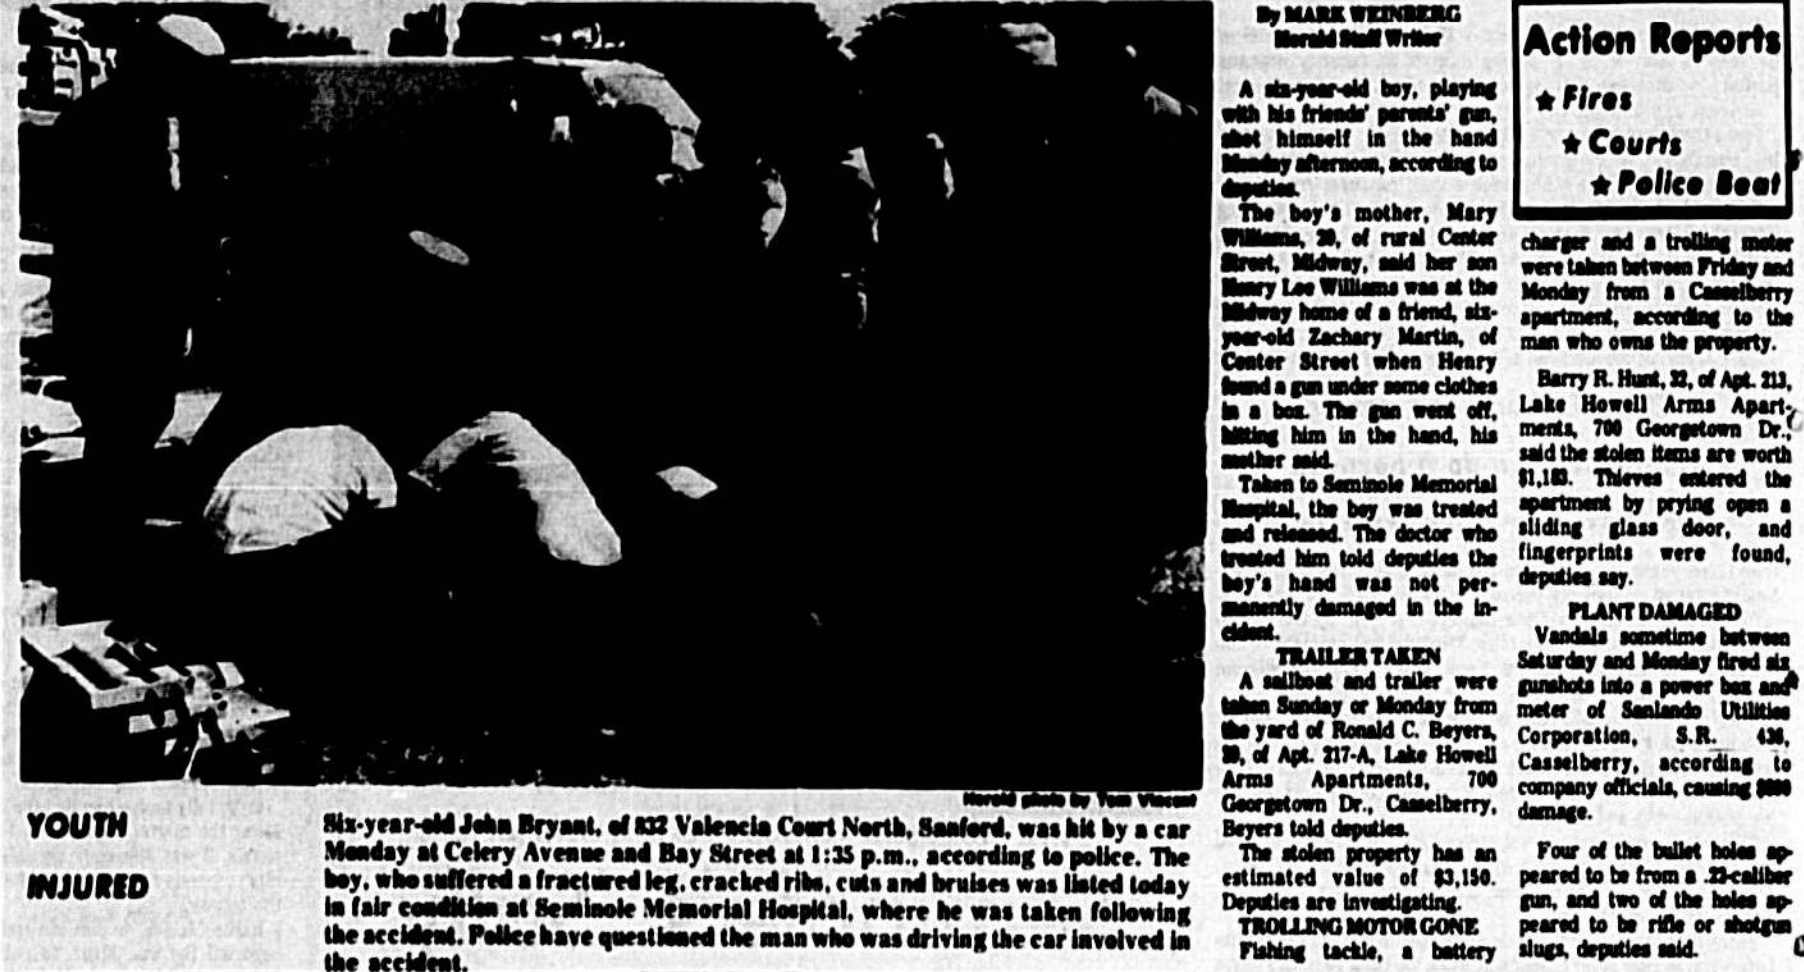 Herald photo by Tom Vincent
YOUTH
INJURED
Six-year-old John Bryant, of 832 Valencia Court North, Sanford, was hit by a car
Monday at Celery Avenue and Bay Street at 1:35 p.m., according to police. The
boy, who suffered a fractured leg, cracked ribs, cuts and bruises was listed today
in fair condition at Seminole Memorial Hospital, where he was taken following
the accident. Police have questioned the man who was driving the car involved in
the accident.
By MARK WEINBERG
Herald Staff Writer
A six-year-old boy, playing
with his friends' parents' gun,
shot himself in the hand
Monday afternoon, according to
deputies.
The boy's mother, Mary
Williams, of rural Center
Street, Midway, said her son
Henry Lee Williams was at the
Midway home of a friend, six-
year-old Zachary Martin, of
Center Street when Henry
found a gun under some clothes
in a box. The gun went off,
hitting him in the hand, his
mother said.
Taken to Seminole Memorial
Hospital, the boy was treated
and released. The doctor who
treated him told deputies the
boy's hand was not per-
manently damaged in the in-
cident.
TRAILER TAKEN
A sailboat and trailer were
taken Sunday or Monday from
the yard of Ronald C. Beyers,
of Apt. 217-A, Lake Howell
Arms Apartments, 700
Georgetown Dr., Casselberry,
Beyers told deputies.
The stolen property has an
estimated value of $3,150.
Deputies are investigating.
TROLLING MOTOR GONE
Fishing tackle, a battery
Action Reports
★ Fires
★ Courts
★ Police Beat
charger and a trolling motor
were taken between Friday and
Monday from a Casselberry
apartment, according to the
man who owns the property.
Barry R. Hunt, 32, of Apt. 213,
Lake Howell Arms Apart-
ments, 700 Georgetown Dr.,
said the stolen items are worth
$1,183. Thieves entered the
apartment by prying open a
sliding glass door, and
fingerprints were found,
deputies say.
PLANT DAMAGED
Vandals sometime between
Saturday and Monday fired six
gunshots into a power box and
meter of Sanlando Utilities
Corporation, S.R. 436,
Casselberry, according to
company officials, causing
damage.
Four of the bullet holes ap-
peared to be from a .22-caliber
gun, and two of the holes ap-
peared to be rifle or shotgun
slugs, deputies said.